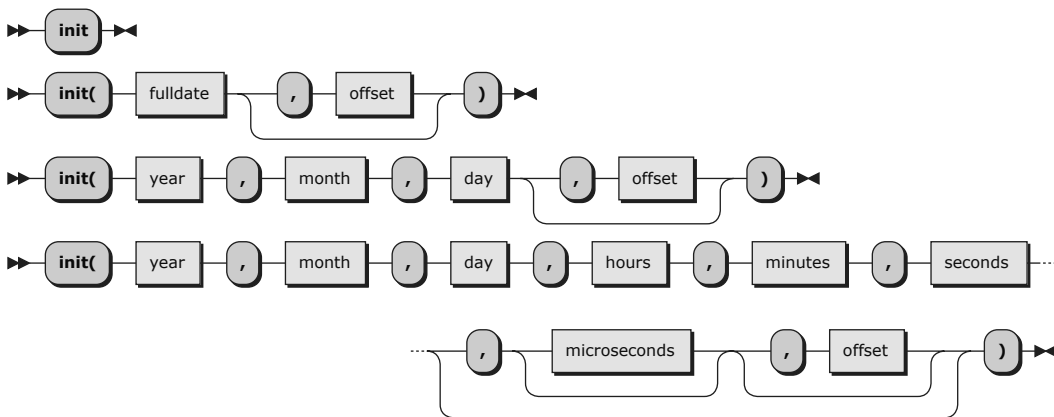 init
init( fulldate , offset )
init( year , month , day , offset )
init( year , month , day , hours , minutes , seconds
, microseconds , offset )